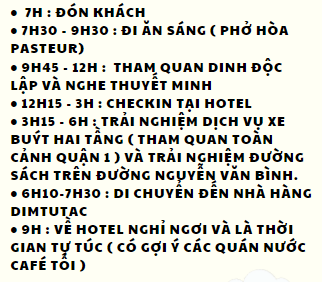 • 7H : ĐÓN KHÁCH
• 7H30 - 9H30 : ĐI ĂN SÁNG ( PHỞ HÒA
PASTEUR)
• 9H45 - 12H :  THAM QUAN DINH ĐỘC
LẬP VÀ NGHE THUYẾT MINH
• 12H15 - 3H : CHECKIN TẠI HOTEL
• 3H15 - 6H : TRẢI NGHIỆM DỊCH VỤ XE
BUÝT HAI TẦNG ( THAM QUAN TOÀN
CẢNH QUẬN 1 ) VÀ TRẢI NGHIỆM ĐƯỜNG
SÁCH TRÊN ĐƯỜNG NGUYỄN VĂN BÌNH.
• 6H10-7H30 : DI CHUYỂN ĐẾN NHÀ HÀNG
DIMTUTAC
• 9H : VỀ HOTEL NGHỈ NGƠI VÀ LÀ THỜI
GIAN TỰ TÚC ( CÓ GỢI Ý CÁC QUÁN NƯỚC
CAFÉ TỐI )